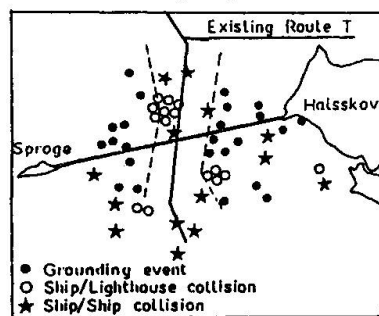 Existing Route T
Halsskov
Sprogø
Grounding event
Ship/Lighthouse collision
Ship/Ship collision